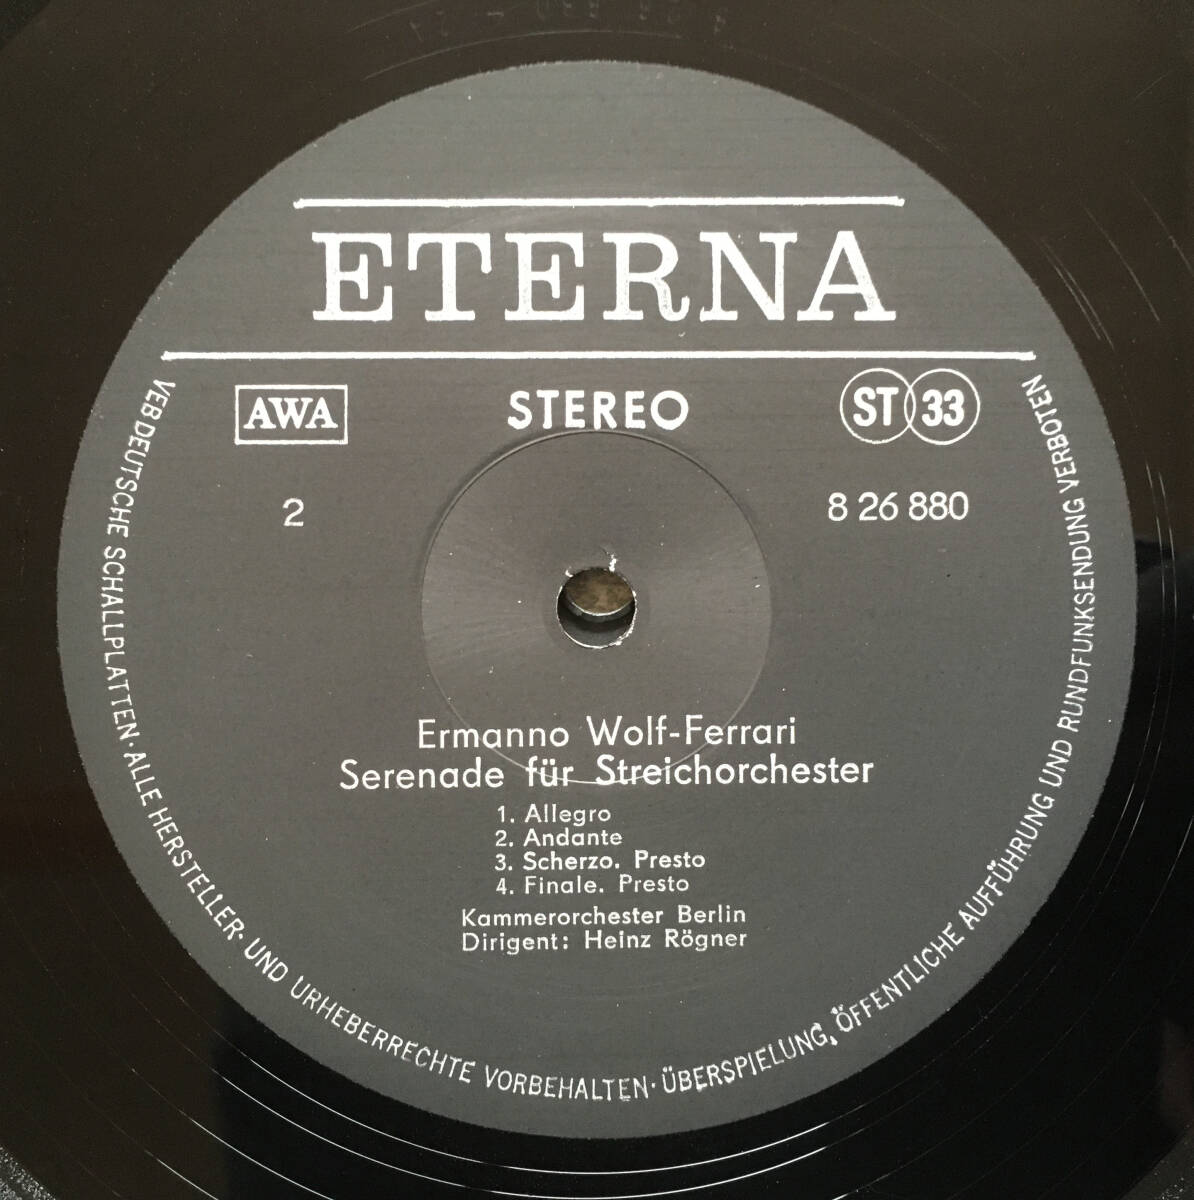 ETERNA
AWA
STEREO
ST 33
2
8 26 880
Ermanno Wolf-Ferrari
Serenade für Streichorchester
1. Allegro
2. Andante
3. Scherzo. Presto
4. Finale. Presto
Kammerorchester Berlin
Dirigent: Heinz Rögner
VEB DEUTSCHE SCHALLPLATTEN · ALLE HERSTELLER- UND URHEBERRECHTE VORBEHALTEN · ÜBERSPIELUNG, ÖFFENTLICHE AUFFÜHRUNG UND RUNDFUNKSENDUNG VERBOTEN